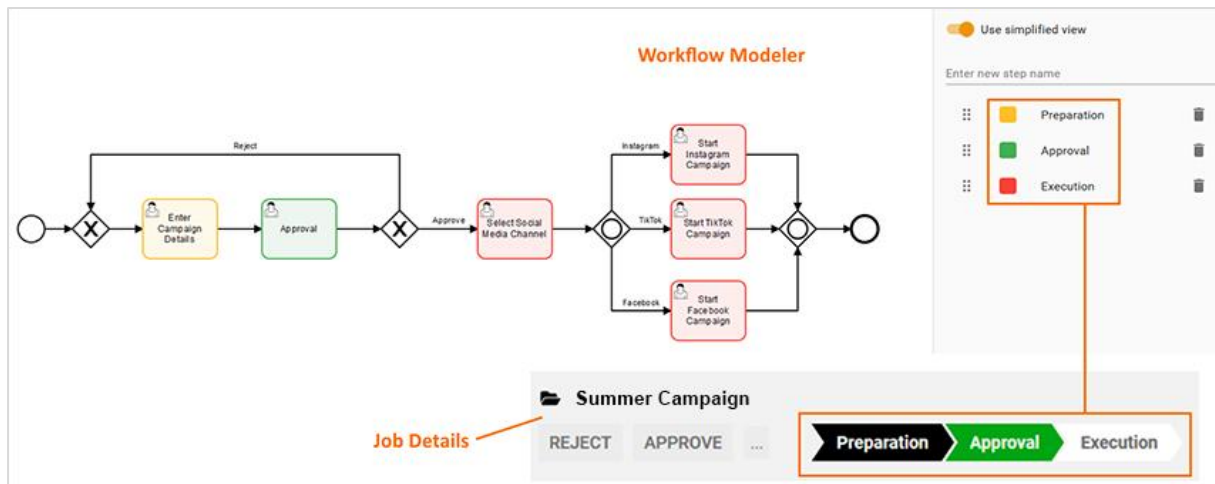 Use simplified view
Workflow Modeler
Enter new step name
Preparation
Approval
Execution
Reject
Enter
Campaign
Details
Approval
Approve
Select Social
Media Channel
Instagram
Start
Instagram
Campaign
TikTok
Start TikTok
Campaign
Facebook
Start
Facebook
Campaign
Summer Campaign
Job Details
REJECT
APPROVE
...
Preparation
Approval
Execution